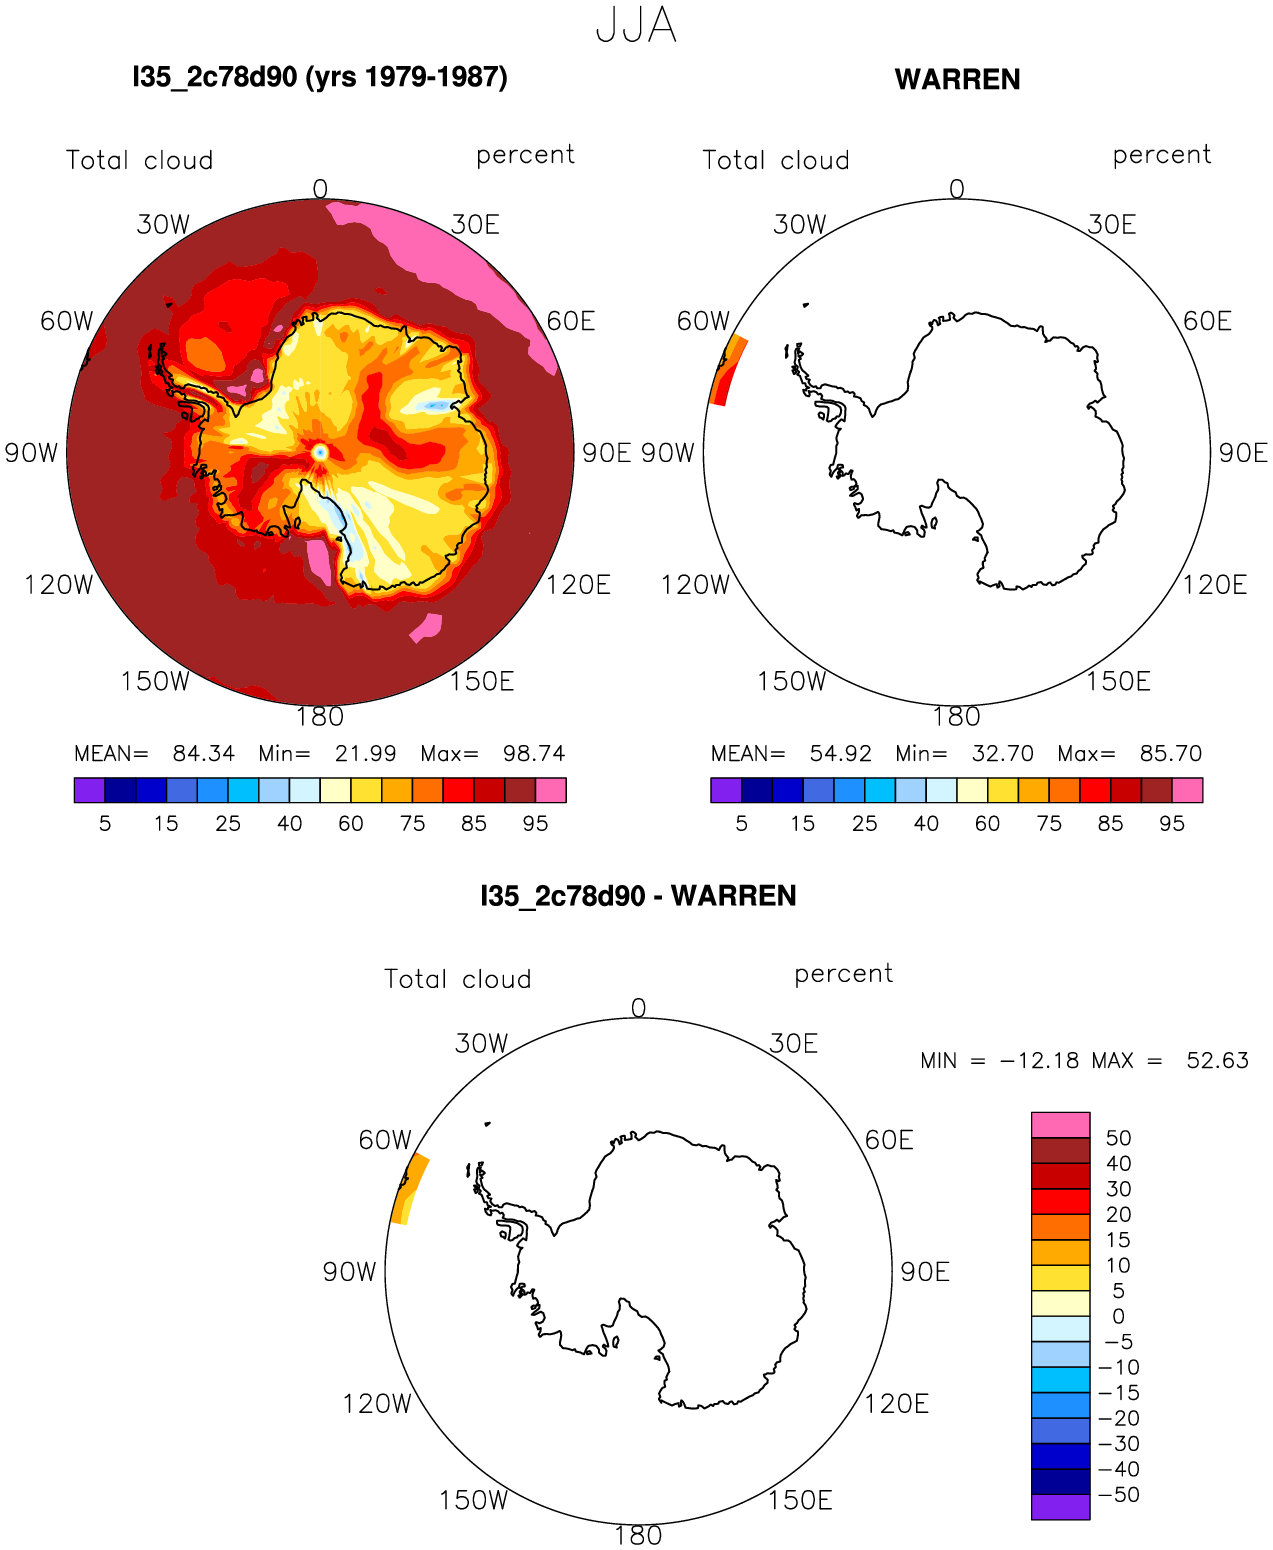 JJA
I35_2c78d90 (yrs 1979-1987)
WARREN
Total cloud percent
Total cloud percent
0
30W 30E
60W 60E
90W 90E
120W 120E
150W 150E
180
0
30W 30E
60W 60E
90W 90E
120W 120E
150W 150E
180
MEAN= 84.34 Min= 21.99 Max= 98.74
5 15 25 40 60 75 85 95
MEAN= 54.92 Min= 32.70 Max= 85.70
5 15 25 40 60 75 85 95
I35_2c78d90 - WARREN
Total cloud percent
0
30W 30E
60W 60E
90W 90E
120W 120E
150W 150E
180
MIN = -12.18 MAX = 52.63
50
40
30
20
15
10
5
0
-5
-10
-15
-20
-30
-40
-50